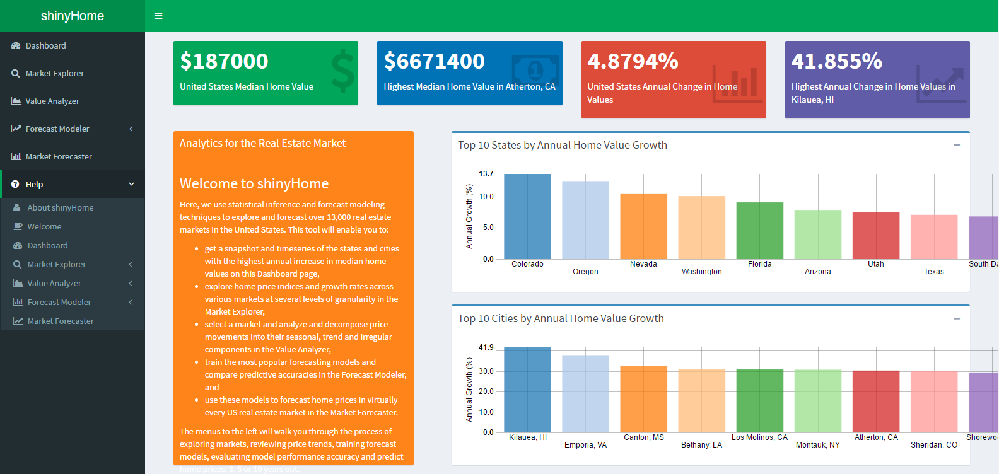 shinyHome
Dashboard
Market Explorer
Value Analyzer
Forecast Modeler
Market Forecaster
Help
About shinyHome
Welcome
Dashboard
Market Explorer
Value Analyzer
Forecast Modeler
Market Forecaster
$187000
United States Median Home Value
$6671400
Highest Median Home Value in Atherton, CA
4.8794%
United States Annual Change in Home
Values
41.855%
Highest Annual Change in Home Values in
Kilauea, HI
Analytics for the Real Estate Market
Welcome to shinyHome
Here, we use statistical inference and forecast modeling
techniques to explore and forecast over 13,000 real estate
markets in the United States. This tool will enable you to:
• get a snapshot and timeseries of the states and cities
with the highest annual increase in median home
values on this Dashboard page,
• explore home price indices and growth rates across
various markets at several levels of granularity in the
Market Explorer,
• select a market and analyze and decompose price
movements into their seasonal, trend and irregular
components in the Value Analyzer,
• train the most popular forecasting models and
compare predictive accuracies in the Forecast Modeler,
and
• use these models to forecast home prices in virtually
every US real estate market in the Market Forecaster.
The menus to the left will walk you through the process of
exploring markets, reviewing price trends, training forecast
models, evaluating model performance accuracy and predict
home prices, 3, 5 or 10 years out.
Top 10 States by Annual Home Value Growth
Annual Growth (%)
13.7
10.0
5.0
0.0
Colorado
Oregon
Nevada
Washington
Florida
Arizona
Utah
Texas
South Da
Top 10 Cities by Annual Home Value Growth
Annual Growth (%)
41.9
30.0
20.0
10.0
0.0
Kilauea, HI
Emporia, VA
Canton, MS
Bethany, LA
Los Molinos, CA
Montauk, NY
Atherton, CA
Sheridan, CO
Shorewoo